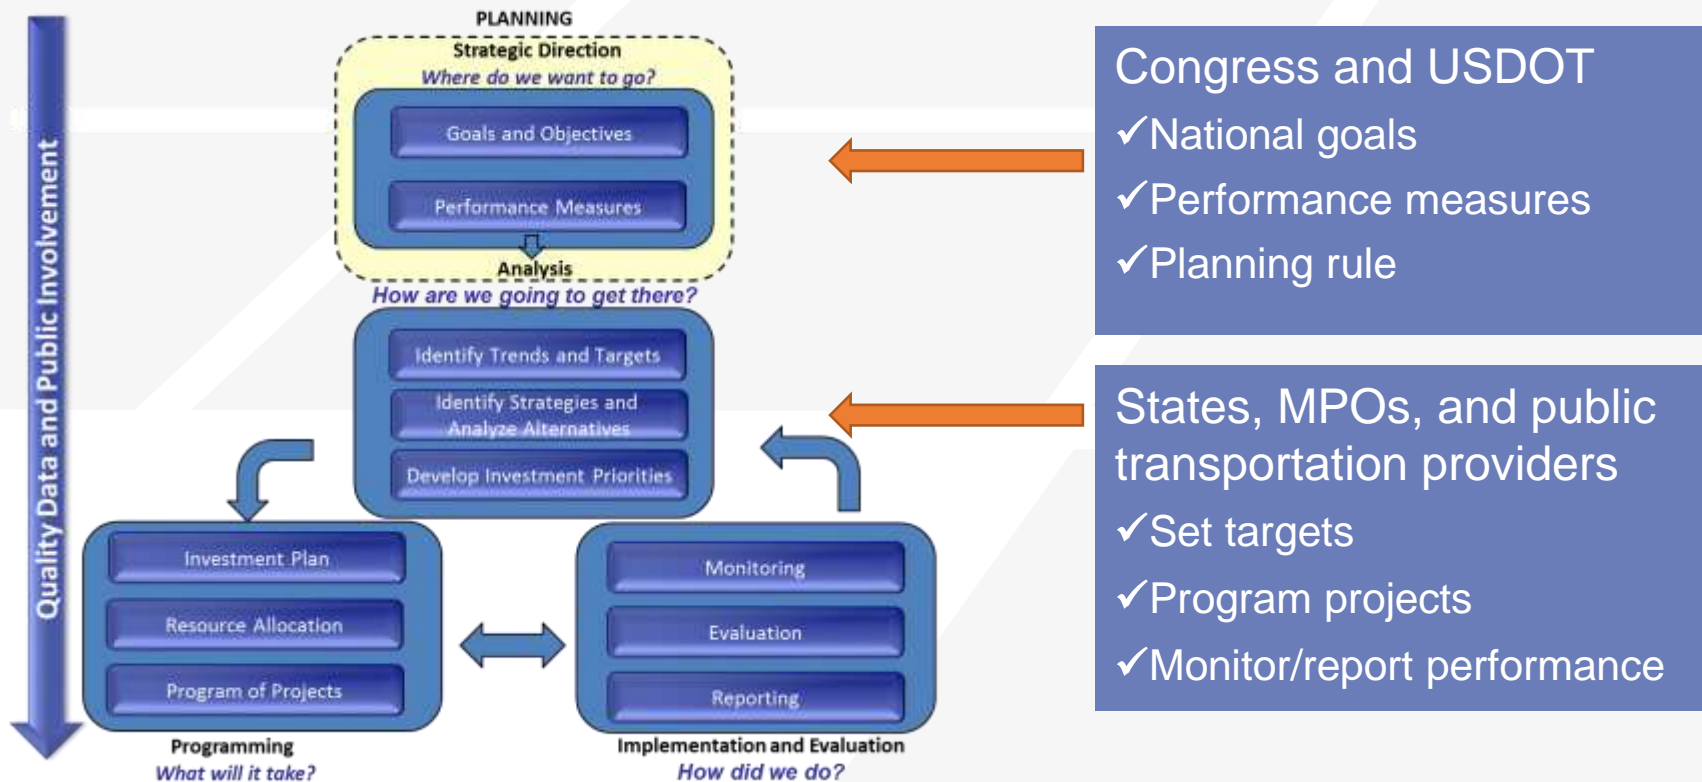 PLANNING
Strategic Direction
Where do we want to go?
Goals and Objectives
Performance Measures
Analysis
How are we going to get there?
Identify Trends and Targets
Identify Strategies and
Analyze Alternatives
Develop Investment Priorities
Investment Plan
Resource Allocation
Program of Projects
Programming
What will it take?
Monitoring
Evaluation
Reporting
Implementation and Evaluation
How did we do?
Quality Data and Public Involvement
Congress and USDOT
✓National goals
✓Performance measures
✓Planning rule
States, MPOs, and public
transportation providers
✓Set targets
✓Program projects
✓Monitor/report performance